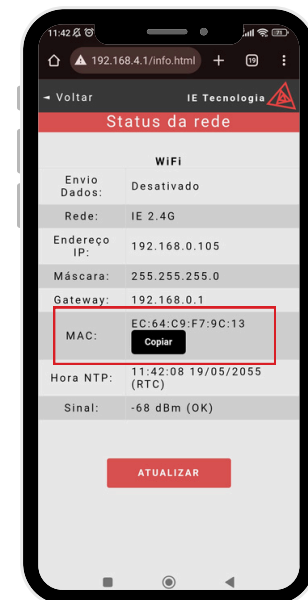 11:42
192.168.4.1/info.html
19
◄ Voltar
IE Tecnologia
Status da rede
WiFi
Envio Dados: Desativado
Rede: IE 2.4G
Endereço IP: 192.168.0.105
Máscara: 255.255.255.0
Gateway: 192.168.0.1
MAC: EC:64:C9:F7:9C:13
Copiar
Hora NTP: 11:42:08 19/05/2055 (RTC)
Sinal: -68 dBm (OK)
ATUALIZAR